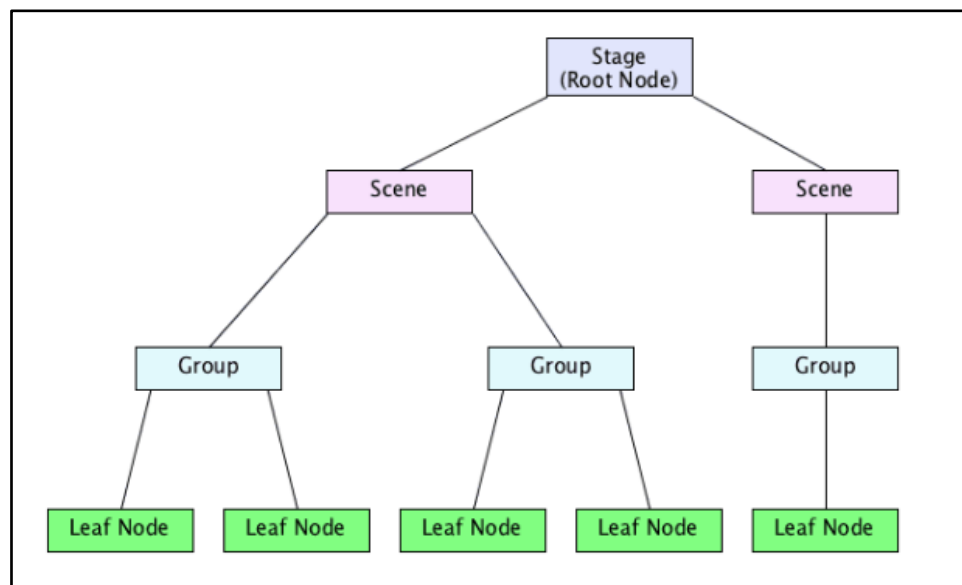 Stage
(Root Node)
Scene
Scene
Group
Group
Group
Leaf Node
Leaf Node
Leaf Node
Leaf Node
Leaf Node